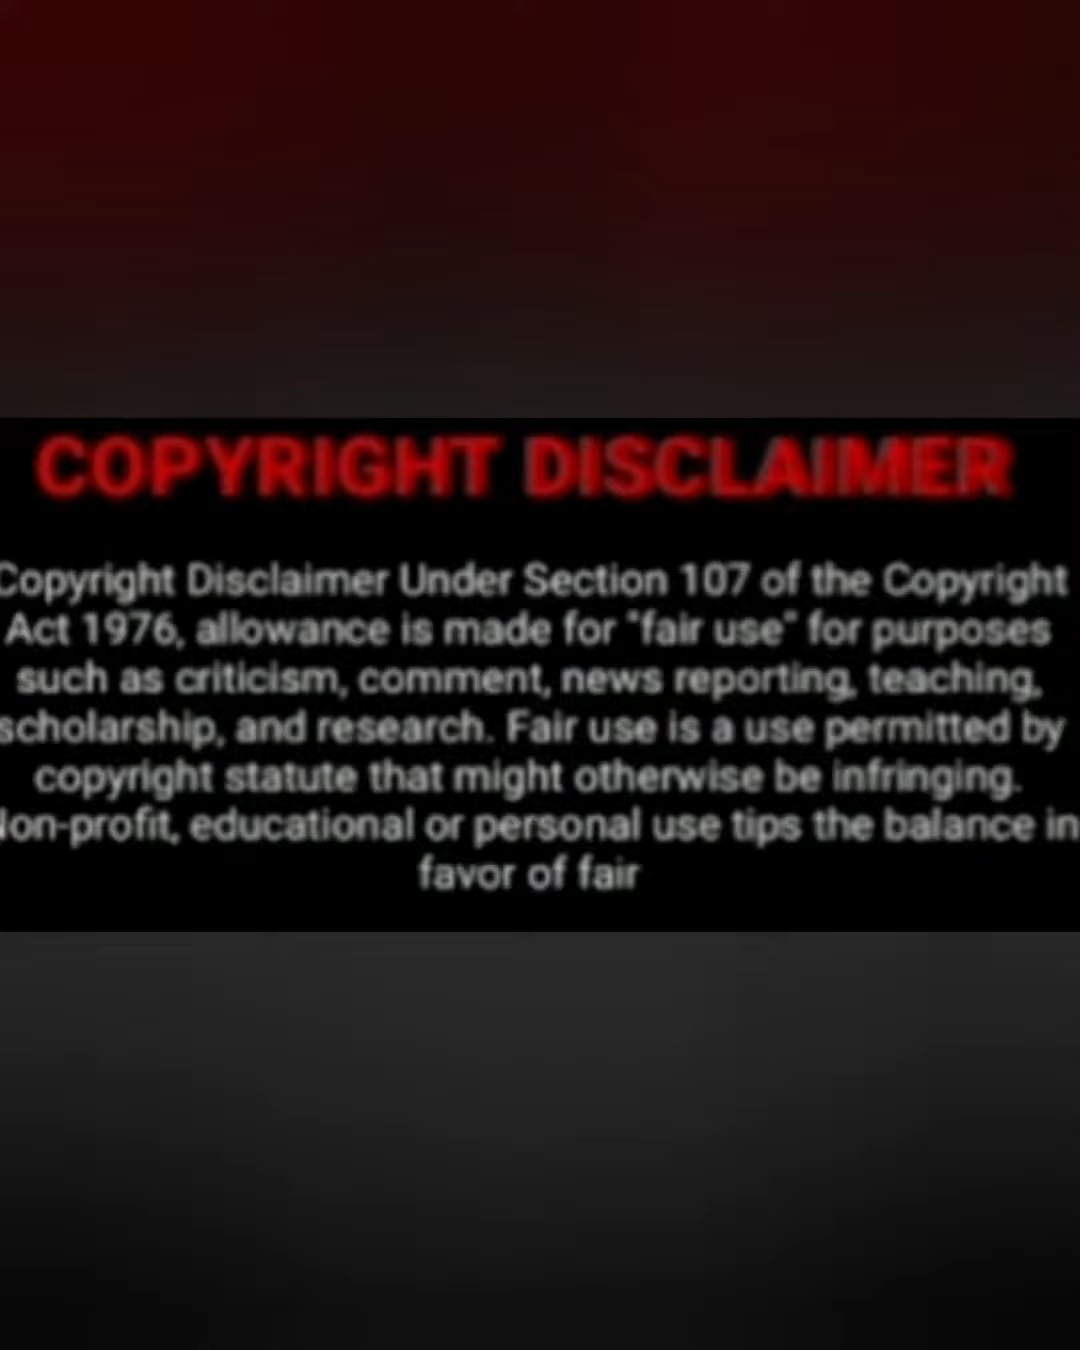 COPYRIGHT DISCLAIMER
Copyright Disclaimer Under Section 107 of the Copyright
Act 1976, allowance is made for "fair use" for purposes
such as criticism, comment, news reporting, teaching,
scholarship, and research. Fair use is a use permitted by
copyright statute that might otherwise be infringing.
Non-profit, educational or personal use tips the balance in
favor of fair